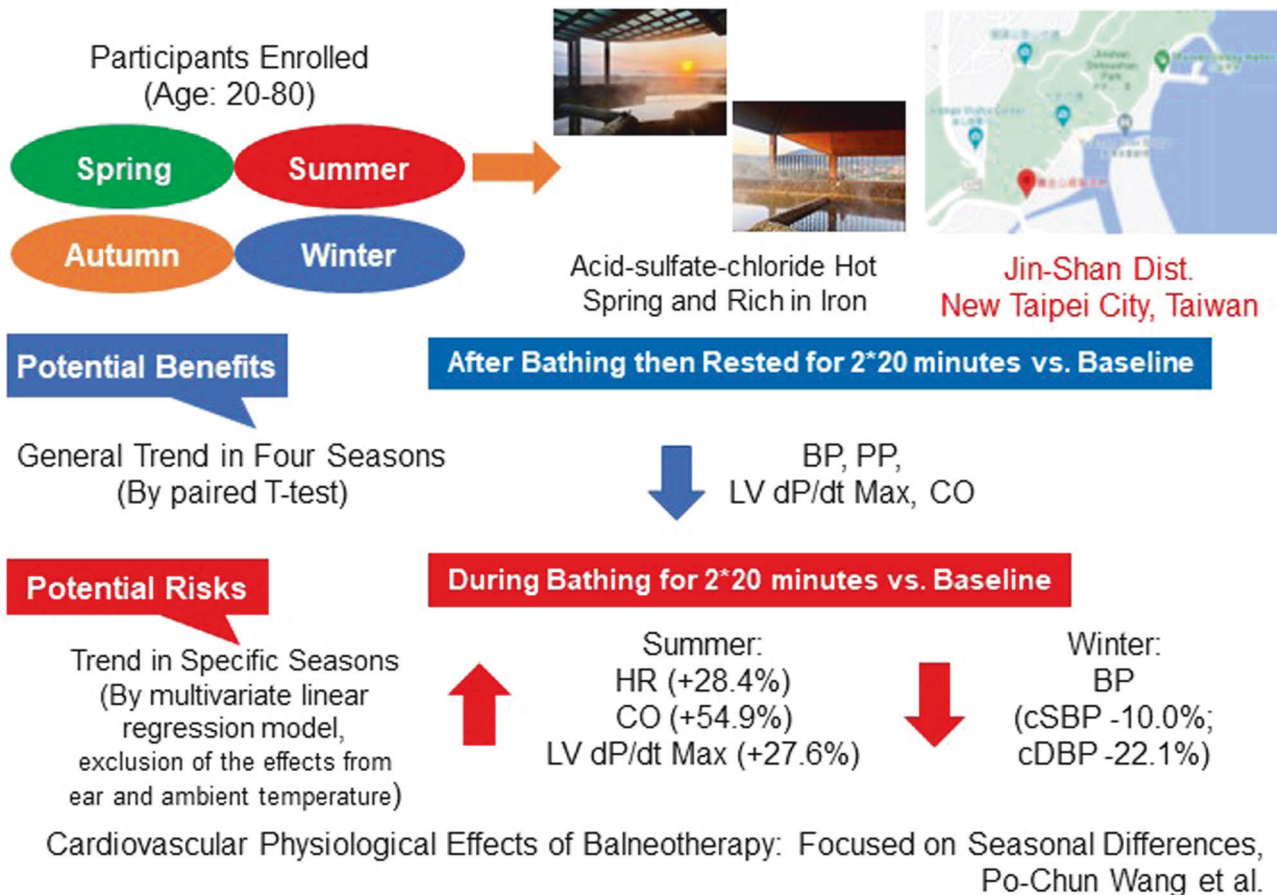 Participants Enrolled
(Age: 20-80)
Spring
Summer
Autumn
Winter
Acid-sulfate-chloride Hot
Spring and Rich in Iron
Jin-Shan Dist.
New Taipei City, Taiwan
Potential Benefits
After Bathing then Rested for 2*20 minutes vs. Baseline
General Trend in Four Seasons
(By paired T-test)
BP, PP,
LV dP/dt Max, CO
Potential Risks
During Bathing for 2*20 minutes vs. Baseline
Trend in Specific Seasons
(By multivariate linear
regression model,
exclusion of the effects from
ear and ambient temperature)
Summer:
HR (+28.4%)
CO (+54.9%)
LV dP/dt Max (+27.6%)
Winter:
BP
(cSBP -10.0%;
cDBP -22.1%)
Cardiovascular Physiological Effects of Balneotherapy: Focused on Seasonal Differences,
Po-Chun Wang et al.